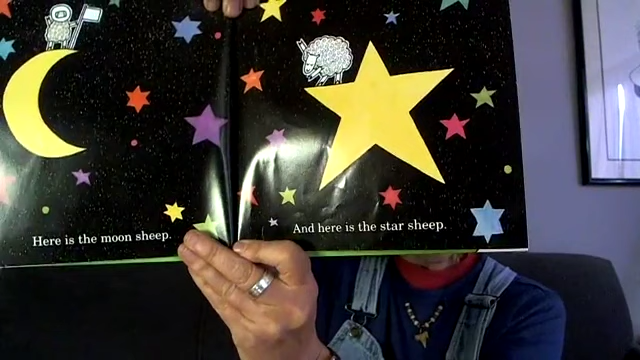 Here is the moon sheep.
And here is the star sheep.